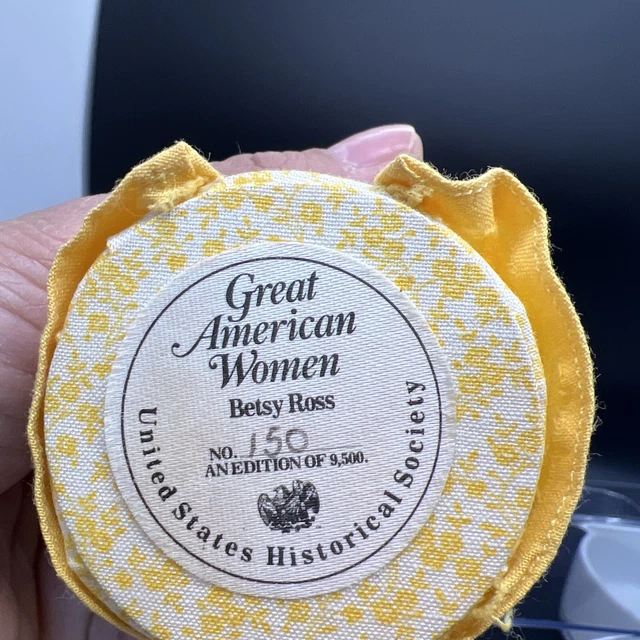 Great
American
Women
Betsy Ross
NO. 150
AN EDITION OF 9,500.
United States Historical Society